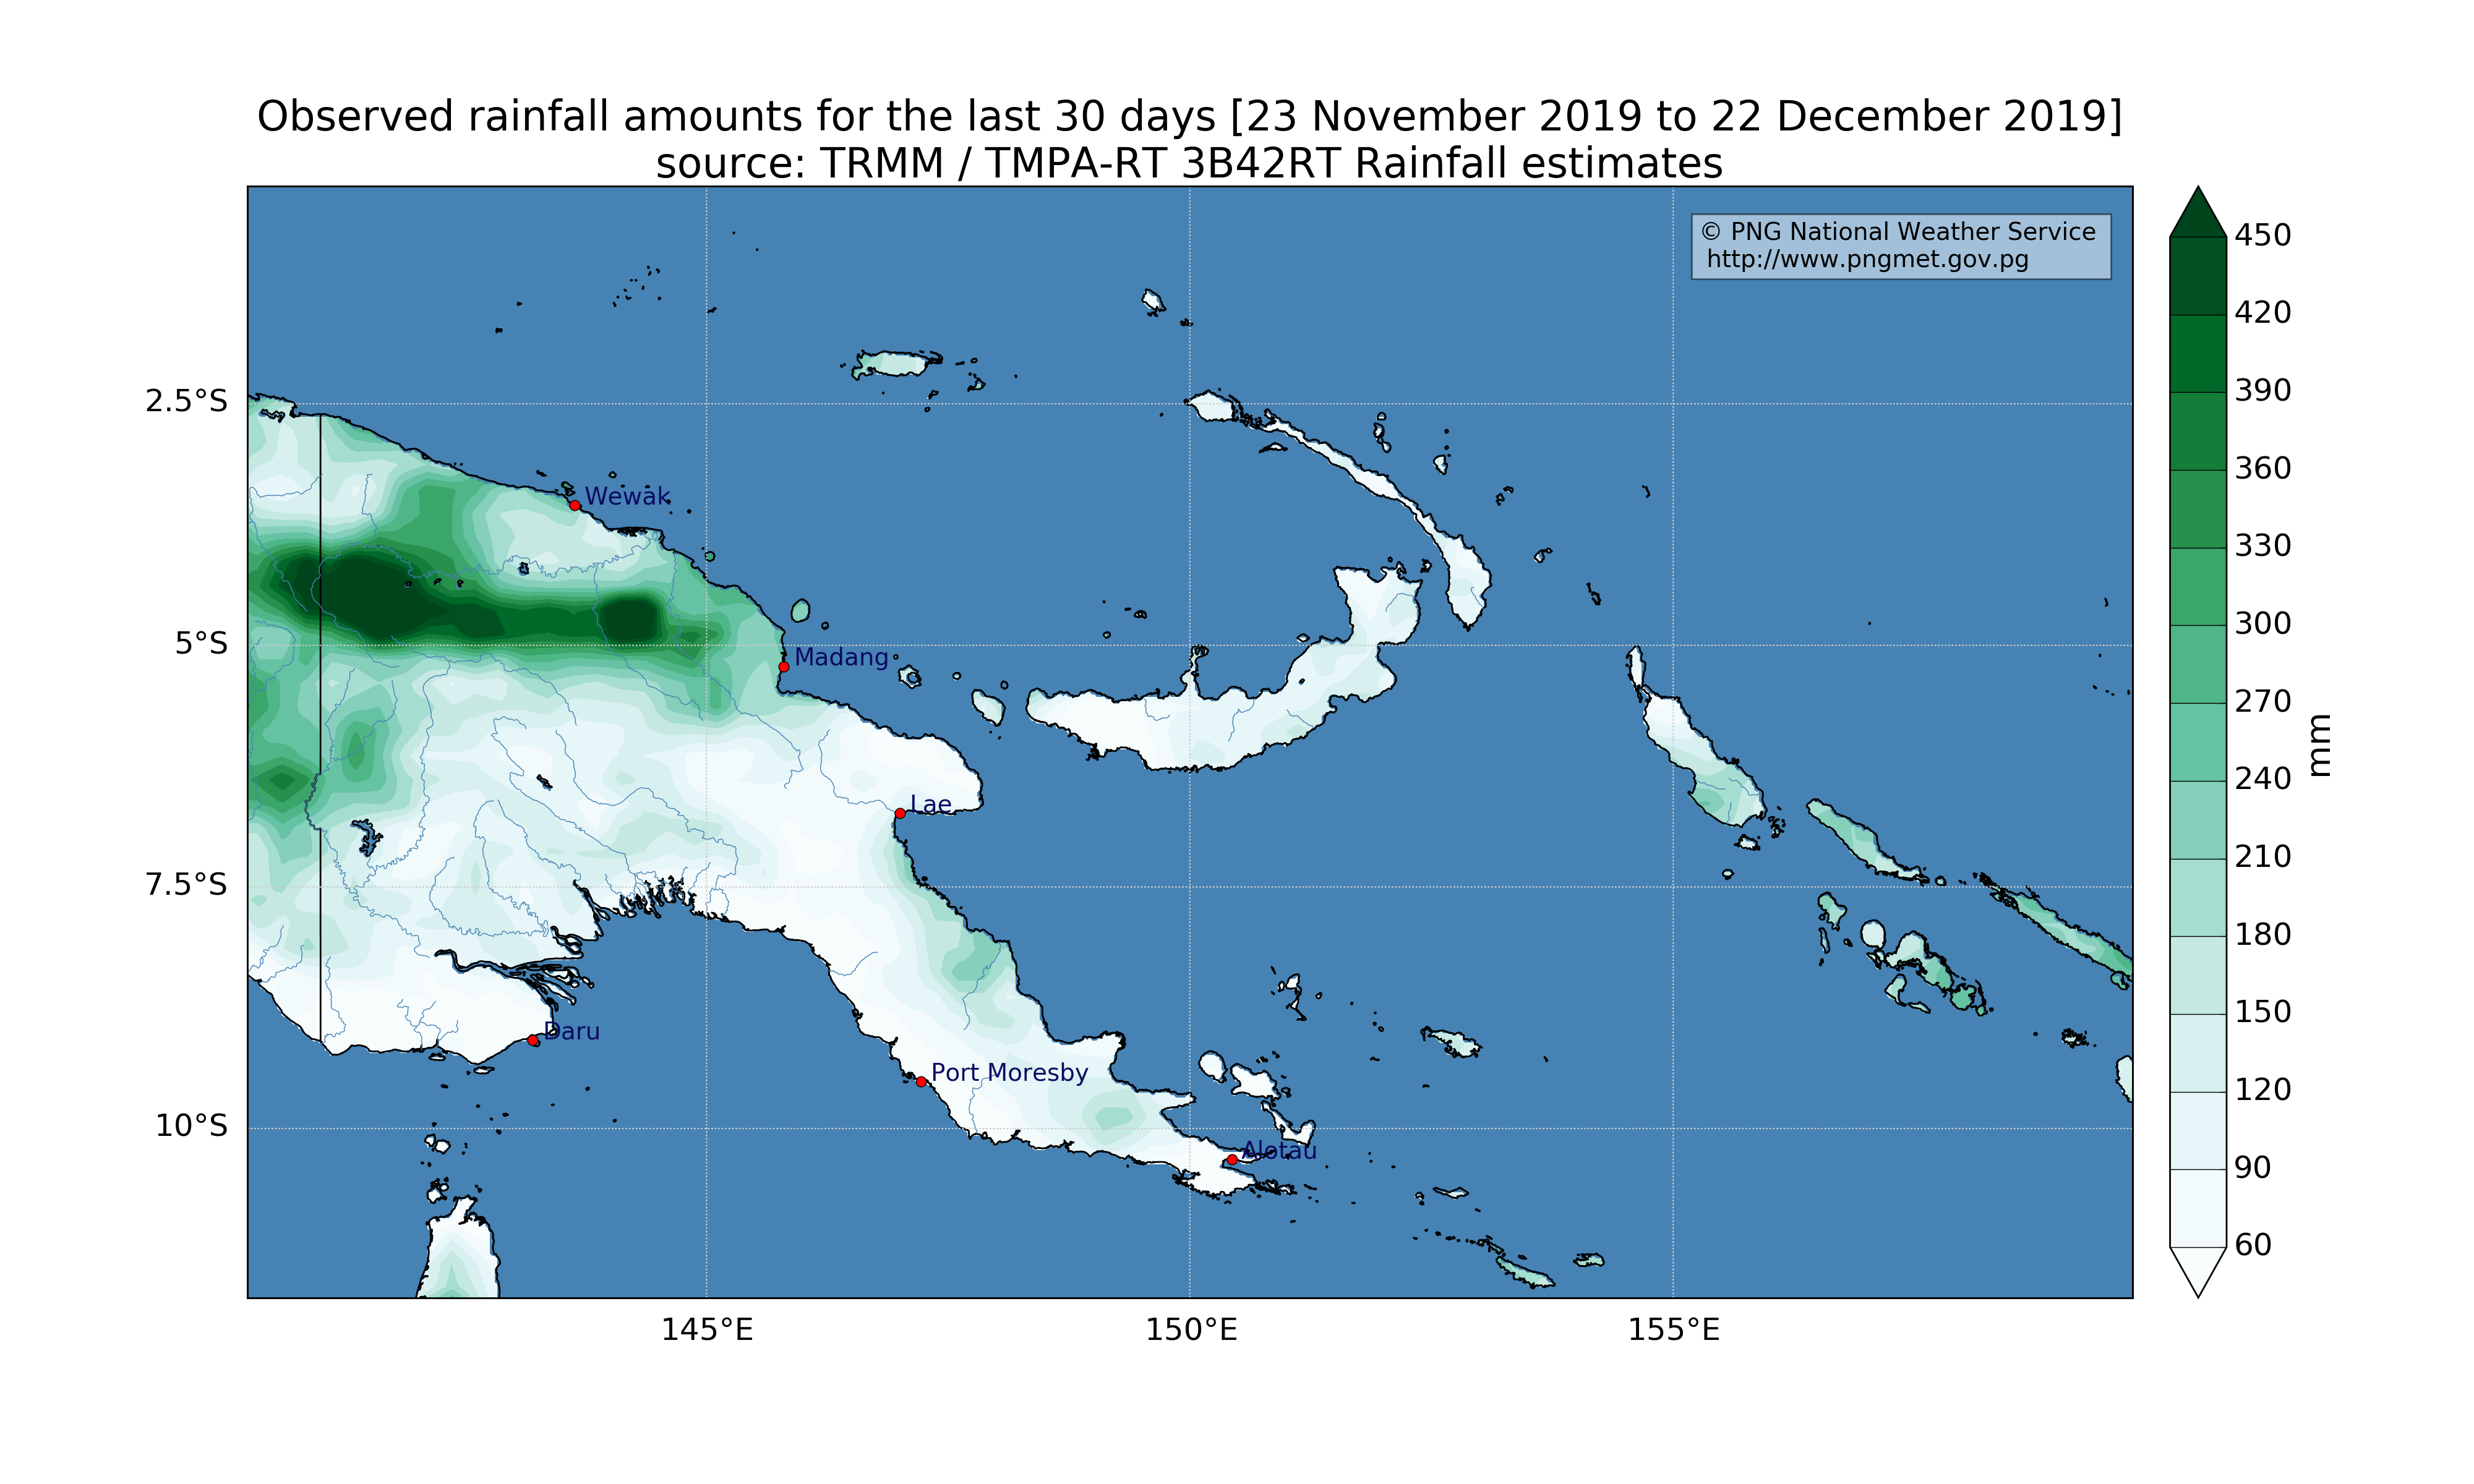 Observed rainfall amounts for the last 30 days [23 November 2019 to 22 December 2019]
source: TRMM / TMPA-RT 3B42RT Rainfall estimates
© PNG National Weather Service
http://www.pngmet.gov.pg
450
420
390
360
330
300
270
240
210
180
150
120
90
60
mm
2.5°S
5°S
7.5°S
10°S
Wewak
Madang
Lae
Daru
Port Moresby
Alotau
145°E
150°E
155°E